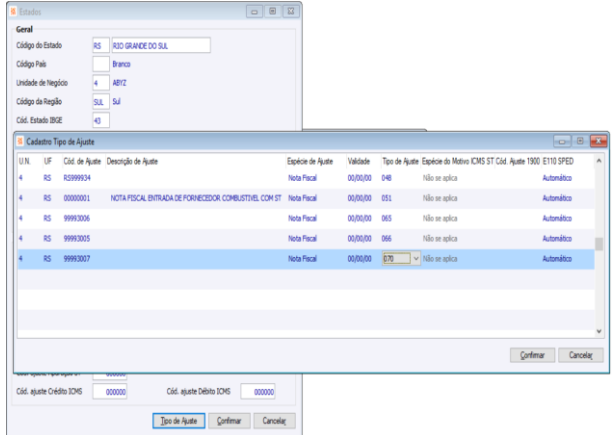 Estados
Geral
Código do Estado RS RIO GRANDE DO SUL
Código País Branco
Unidade de Negócio 4 ABYZ
Código da Região SUL Sul
Cód. Estado IBGE 43
Cadastro Tipo de Ajuste
U.N. UF Cód. de Ajuste Descrição de Ajuste Espécie de Ajuste Validade Tipo de Ajuste Espécie do Motivo ICMS ST Cód. Ajuste 1900 E110 SPED
4 RS RS999934 Nota Fiscal 00/00/00 048 Não se aplica Automático
4 RS 00000001 NOTA FISCAL ENTRADA DE FORNECEDOR COMBUSTIVEL COM ST Nota Fiscal 00/00/00 051 Não se aplica Automático
4 RS 99993006 Nota Fiscal 00/00/00 065 Não se aplica Automático
4 RS 99993005 Nota Fiscal 00/00/00 066 Não se aplica Automático
4 RS 99993007 Nota Fiscal 00/00/00 070 Não se aplica Automático
Confirmar Cancelar
Cód. ajuste Crédito ICMS 000000 Cód. ajuste Débito ICMS 000000
Tipo de Ajuste Confirmar Cancelar